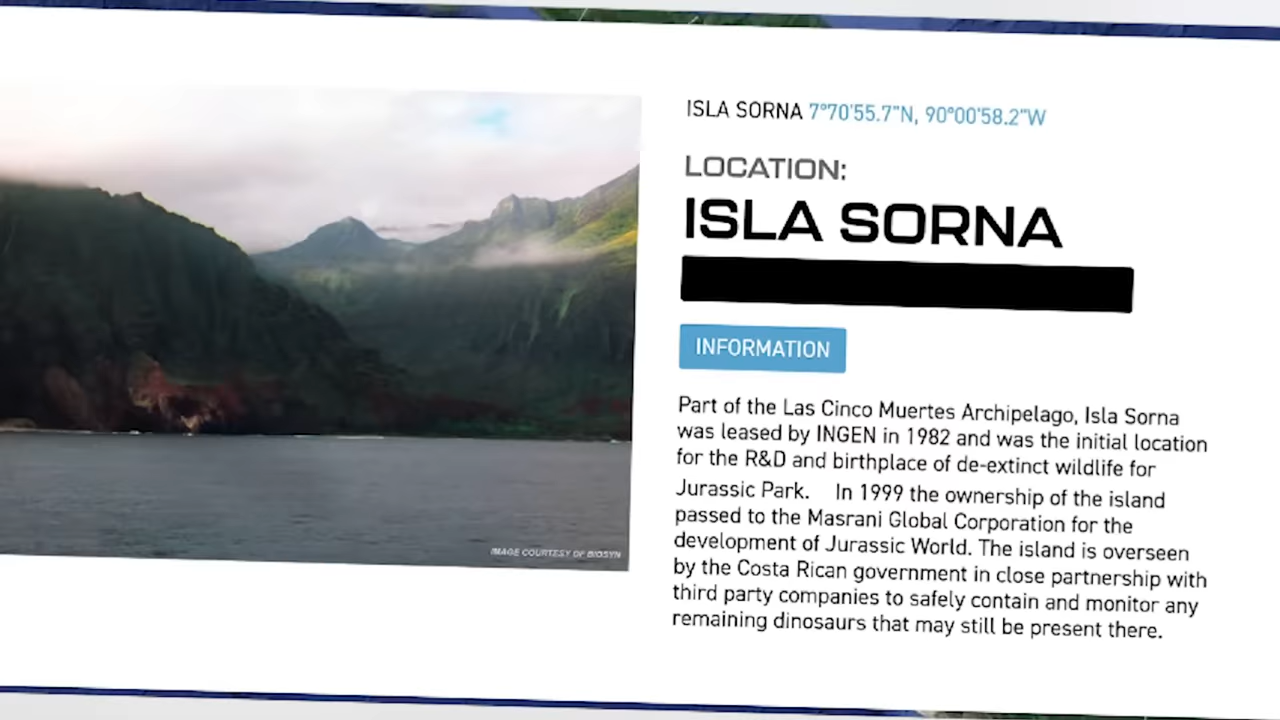 ISLA SORNA 7°70'55.7"N, 90°00'58.2"W
LOCATION:
ISLA SORNA
INFORMATION
Part of the Las Cinco Muertes Archipelago, Isla Sorna
was leased by INGEN in 1982 and was the initial location
for the R&D and birthplace of de-extinct wildlife for
Jurassic Park. In 1999 the ownership of the island
passed to the Masrani Global Corporation for the
development of Jurassic World. The island is overseen
by the Costa Rican government in close partnership with
third party companies to safely contain and monitor any
remaining dinosaurs that may still be present there.
IMAGE COURTESY OF BIOSYN